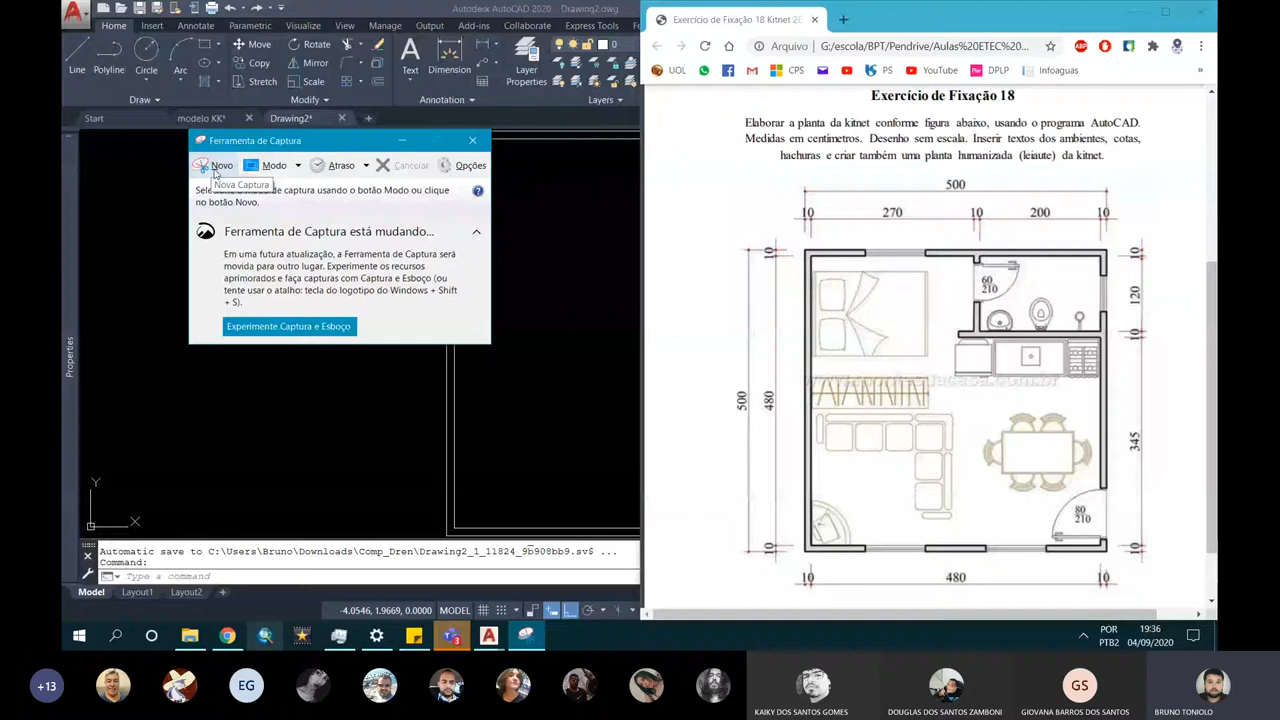 Autodesk AutoCAD 2020 Drawing2.dwg
Home
Insert
Annotate
Parametric
View
Manage
Output
Add-ins
Collaborate
Line
Polyline
Circle
Arc
Move
Rotate
Copy
Mirror
Stretch
Scale
Text
Dimension
Layer
Properties
0
Draw
Modify
Annotation
Layers
Start
modelo KK*
Drawing2*
Ferramenta de Captura
Novo
Modo
Atraso
Cancelar
Opções
Nova Captura
no botão Novo.
Ferramenta de Captura está mudando...
Em uma futura atualização, a Ferramenta de Captura será
movida para outro lugar. Experimente os recursos
aprimorados e faça capturas com Captura e Esboço (ou
tente usar o atalho: tecla do logotipo do Windows + Shift
+ S).
Experimente Captura e Esboço
Properties
Y
X
Automatic save to C:\Users\Bruno\Downloads\Comp_Dren\Drawing2_1_11824_9b908bb9.sv$ ...
Command:
Type a command
Model
Layout1
Layout2
-4.0546, 1.9669, 0.0000
MODEL
Exercício de Fixação 18 Kitnet 20
Arquivo
G:/escola/BPT/Pendrive/Aulas%20ETEC%20...
ABP
UOL
CPS
PS
YouTube
DPLP
Infoaguas
Exercício de Fixação 18
Elaborar a planta da kitnet conforme figura abaixo, usando o programa AutoCAD.
Medidas em centímetros. Desenho sem escala. Inserir textos dos ambientes, cotas,
hachuras e criar também uma planta humanizada (leiaute) da kitnet.
500
10 270 10 200 10
10
60
210
120
10
500
480
345
80
210
10
10
10 480 10
POR
PTB2
19:36
04/09/2020
+13
EG
KAIKY DOS SANTOS GOMES
DOUGLAS DOS SANTOS ZAMBONI
GS
GIOVANA BARROS DOS SANTOS
BRUNO TONIOLO